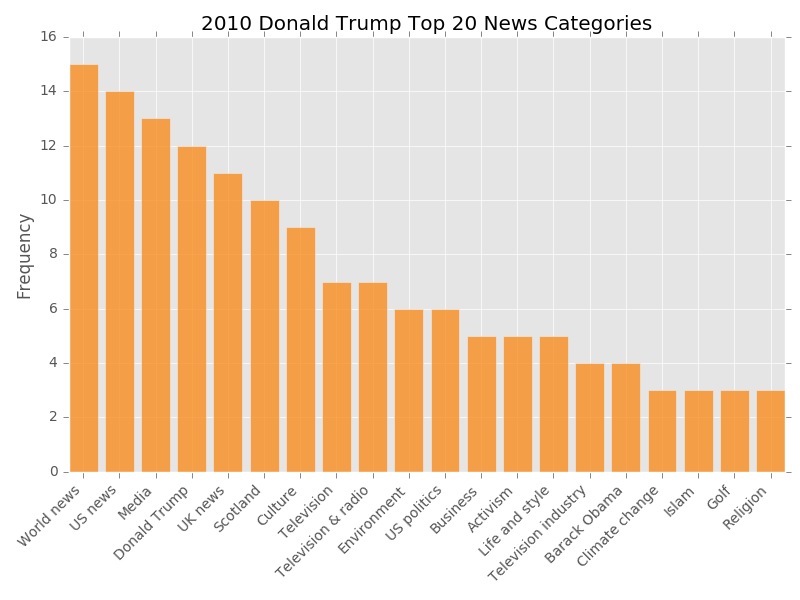 2010 Donald Trump Top 20 News Categories
16
14
12
10
8
6
4
2
0
Frequency
World news
US news
Media
Donald Trump
UK news
Scotland
Culture
Television
Television & radio
Environment
US politics
Business
Activism
Life and style
Television industry
Barack Obama
Climate change
Islam
Golf
Religion